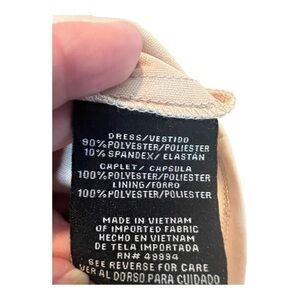 DRESS/VESTIDO
90% POLYESTER/POLIESTER
10% SPANDEX/ELASTAN
CAPLET/CAPSULA
100% POLYESTER/POLIESTER
LINING/FORRO
100% POLYESTER/POLIESTER
MADE IN VIETNAM
OF IMPORTED FABRIC
HECHO EN VIETNAM
DE TELA IMPORTADA
RN# 49994
SEE REVERSE FOR CARE
VER AL DORSO PARA CUIDADO